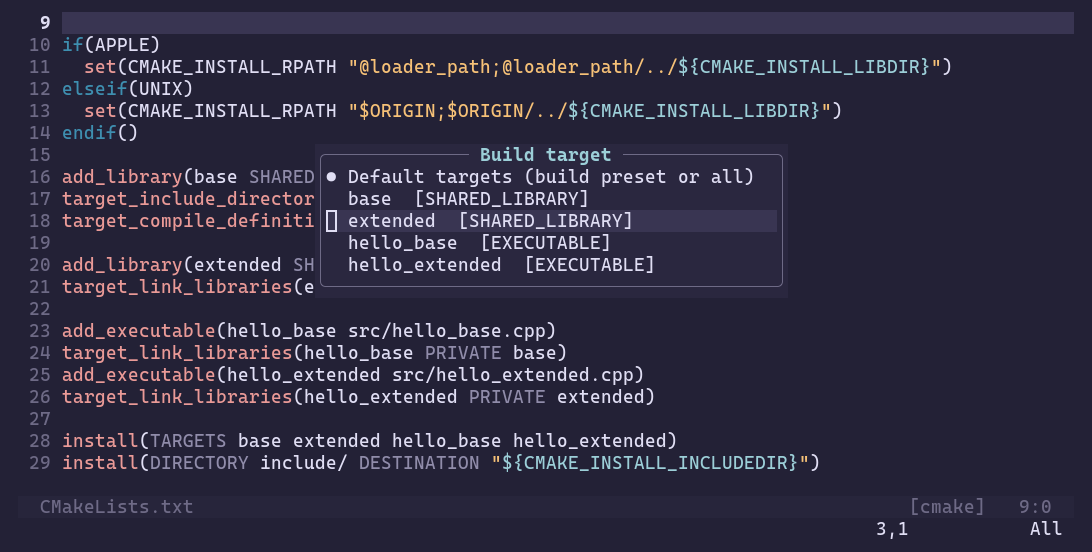 9
10 if(APPLE)
11   set(CMAKE_INSTALL_RPATH "@loader_path;@loader_path/../${CMAKE_INSTALL_LIBDIR}")
12 elseif(UNIX)
13   set(CMAKE_INSTALL_RPATH "$ORIGIN;$ORIGIN/../${CMAKE_INSTALL_LIBDIR}")
14 endif()
15
16 add_library(base SHARED
17 target_include_director
18 target_compile_definiti
19
20 add_library(extended SH
21 target_link_libraries(e
22
23 add_executable(hello_base src/hello_base.cpp)
24 target_link_libraries(hello_base PRIVATE base)
25 add_executable(hello_extended src/hello_extended.cpp)
26 target_link_libraries(hello_extended PRIVATE extended)
27
28 install(TARGETS base extended hello_base hello_extended)
29 install(DIRECTORY include/ DESTINATION "${CMAKE_INSTALL_INCLUDEDIR}")
Build target
● Default targets (build preset or all)
base  [SHARED_LIBRARY]
extended  [SHARED_LIBRARY]
hello_base  [EXECUTABLE]
hello_extended  [EXECUTABLE]
CMakeLists.txt [cmake] 9:0
3,1 All